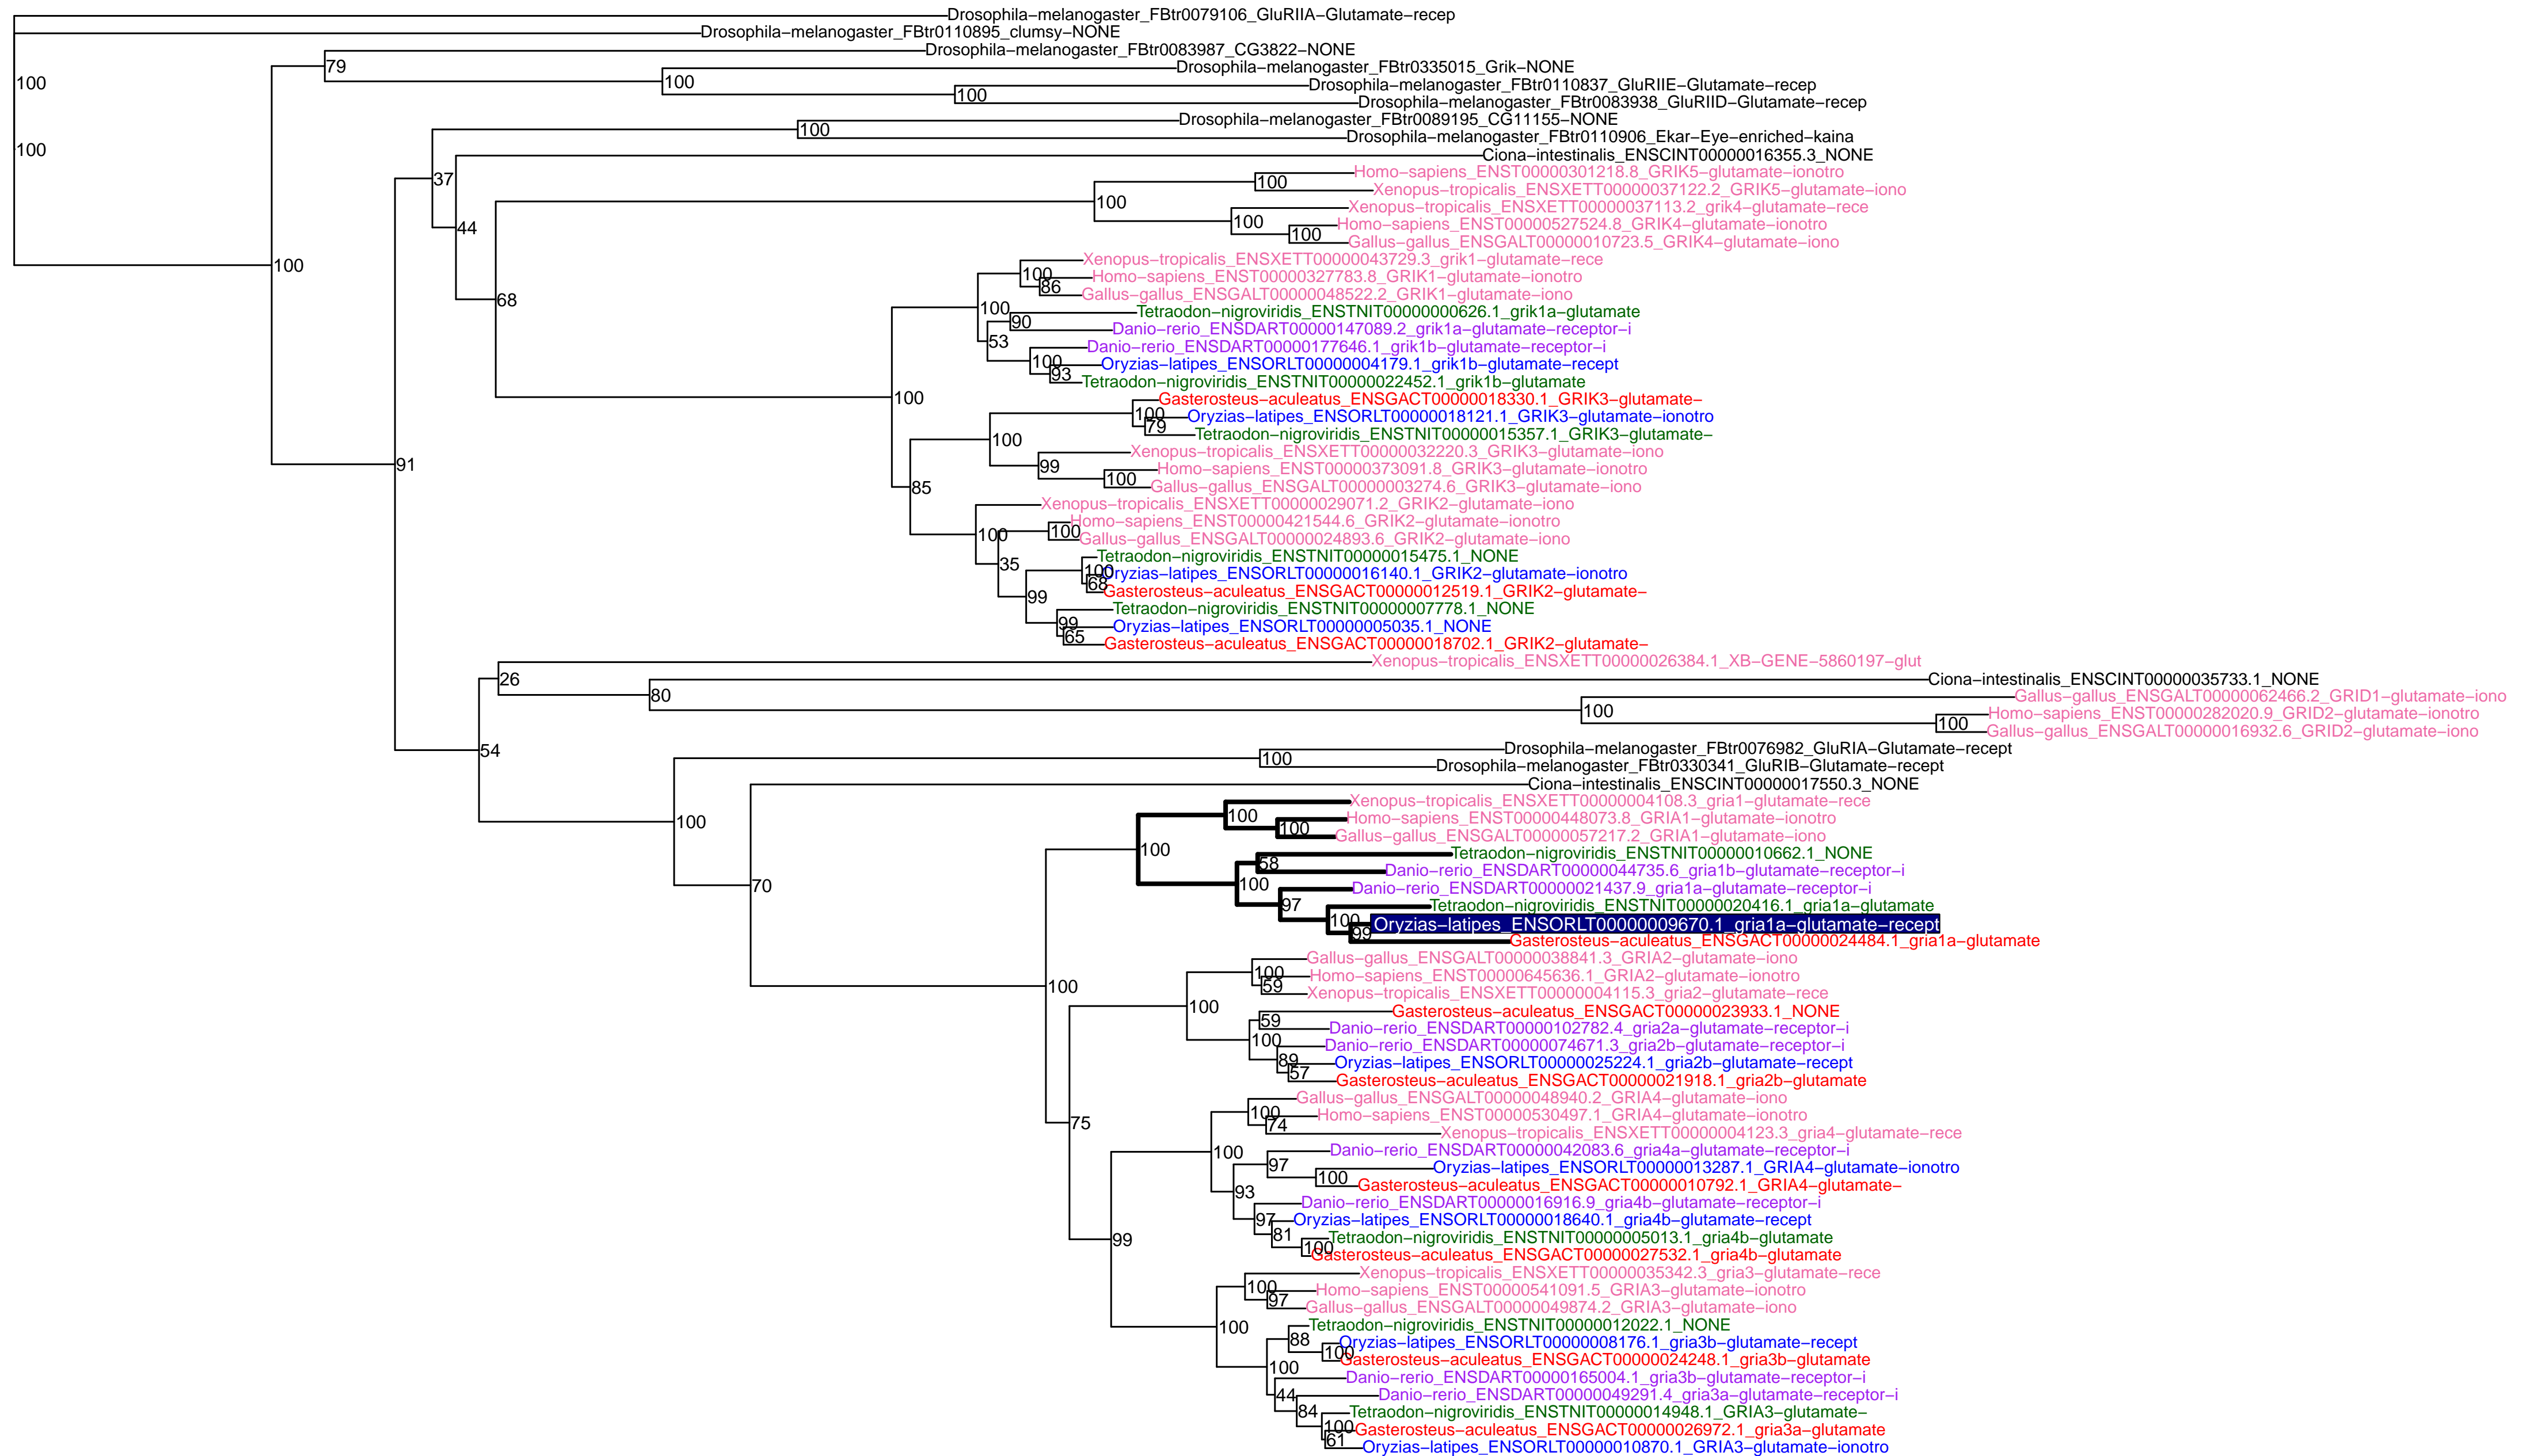 Drosophila−melanogaster_FBtr0079106_GluRIIA−Glutamate−recep
Drosophila−melanogaster_FBtr0110895_clumsy−NONE
Drosophila−melanogaster_FBtr0083987_CG3822−NONE
79
Drosophila−melanogaster_FBtr0335015_Grik−NONE
100
100
Drosophila−melanogaster_FBtr0110837_GluRIIE−Glutamate−recep
100
Drosophila−melanogaster_FBtr0083938_GluRIID−Glutamate−recep
Drosophila−melanogaster_FBtr0089195_CG11155−NONE
100
Drosophila−melanogaster_FBtr0110906_Ekar−Eye−enriched−kaina
100
Ciona−intestinalis_ENSCINT00000016355.3_NONE
Homo−sapiens_ENST00000301218.8_GRIK5−glutamate−ionotro
37
100
Xenopus−tropicalis_ENSXETT00000037122.2_GRIK5−glutamate−iono
100
Xenopus−tropicalis_ENSXETT00000037113.2_grik4−glutamate−rece
100
Homo−sapiens_ENST00000527524.8_GRIK4−glutamate−ionotro
44
100
Gallus−gallus_ENSGALT00000010723.5_GRIK4−glutamate−iono
Xenopus−tropicalis_ENSXETT00000043729.3_grik1−glutamate−rece
100
100
Homo−sapiens_ENST00000327783.8_GRIK1−glutamate−ionotro
86
Gallus−gallus_ENSGALT00000048522.2_GRIK1−glutamate−iono
68
100
Tetraodon−nigroviridis_ENSTNIT00000000626.1_grik1a−glutamate
90
Danio−rerio_ENSDART00000147089.2_grik1a−glutamate−receptor−i
53
Danio−rerio_ENSDART00000177646.1_grik1b−glutamate−receptor−i
100
Oryzias−latipes_ENSORLT00000004179.1_grik1b−glutamate−recept
93
Tetraodon−nigroviridis_ENSTNIT00000022452.1_grik1b−glutamate
100
Gasterosteus−aculeatus_ENSGACT00000018330.1_GRIK3−glutamate−
100
Oryzias−latipes_ENSORLT00000018121.1_GRIK3−glutamate−ionotro
79
Tetraodon−nigroviridis_ENSTNIT00000015357.1_GRIK3−glutamate−
100
Xenopus−tropicalis_ENSXETT00000032220.3_GRIK3−glutamate−iono
91
99
Homo−sapiens_ENST00000373091.8_GRIK3−glutamate−ionotro
100
Gallus−gallus_ENSGALT00000003274.6_GRIK3−glutamate−iono
85
Xenopus−tropicalis_ENSXETT00000029071.2_GRIK2−glutamate−iono
Homo−sapiens_ENST00000421544.6_GRIK2−glutamate−ionotro
100
100
Gallus−gallus_ENSGALT00000024893.6_GRIK2−glutamate−iono
Tetraodon−nigroviridis_ENSTNIT00000015475.1_NONE
35
100
Oryzias−latipes_ENSORLT00000016140.1_GRIK2−glutamate−ionotro
68
Gasterosteus−aculeatus_ENSGACT00000012519.1_GRIK2−glutamate−
99
Tetraodon−nigroviridis_ENSTNIT00000007778.1_NONE
99
Oryzias−latipes_ENSORLT00000005035.1_NONE
65
Gasterosteus−aculeatus_ENSGACT00000018702.1_GRIK2−glutamate−
Xenopus−tropicalis_ENSXETT00000026384.1_XB−GENE−5860197−glut
26
Ciona−intestinalis_ENSCINT00000035733.1_NONE
80
Gallus−gallus_ENSGALT00000062466.2_GRID1−glutamate−iono
100
Homo−sapiens_ENST00000282020.9_GRID2−glutamate−ionotro
100
Gallus−gallus_ENSGALT00000016932.6_GRID2−glutamate−iono
54
Drosophila−melanogaster_FBtr0076982_GluRIA−Glutamate−recept
100
Drosophila−melanogaster_FBtr0330341_GluRIB−Glutamate−recept
Ciona−intestinalis_ENSCINT00000017550.3_NONE
Xenopus−tropicalis_ENSXETT00000004108.3_gria1−glutamate−rece
100
100
Homo−sapiens_ENST00000448073.8_GRIA1−glutamate−ionotro
100
Gallus−gallus_ENSGALT00000057217.2_GRIA1−glutamate−iono
100
Tetraodon−nigroviridis_ENSTNIT00000010662.1_NONE
58
Danio−rerio_ENSDART00000044735.6_gria1b−glutamate−receptor−i
70
100
Danio−rerio_ENSDART00000021437.9_gria1a−glutamate−receptor−i
97
Tetraodon−nigroviridis_ENSTNIT00000020416.1_gria1a−glutamate
100
Oryzias−latipes_ENSORLT00000009670.1_gria1a−glutamate−recept
99
Gasterosteus−aculeatus_ENSGACT00000024484.1_gria1a−glutamate
Gallus−gallus_ENSGALT00000038841.3_GRIA2−glutamate−iono
100
Homo−sapiens_ENST00000645636.1_GRIA2−glutamate−ionotro
100
59
Xenopus−tropicalis_ENSXETT00000004115.3_gria2−glutamate−rece
100
Gasterosteus−aculeatus_ENSGACT00000023933.1_NONE
59
Danio−rerio_ENSDART00000102782.4_gria2a−glutamate−receptor−i
100
Danio−rerio_ENSDART00000074671.3_gria2b−glutamate−receptor−i
89
Oryzias−latipes_ENSORLT00000025224.1_gria2b−glutamate−recept
57
Gasterosteus−aculeatus_ENSGACT00000021918.1_gria2b−glutamate
Gallus−gallus_ENSGALT00000048940.2_GRIA4−glutamate−iono
100
Homo−sapiens_ENST00000530497.1_GRIA4−glutamate−ionotro
75
74
Xenopus−tropicalis_ENSXETT00000004123.3_gria4−glutamate−rece
100
Danio−rerio_ENSDART00000042083.6_gria4a−glutamate−receptor−i
97
Oryzias−latipes_ENSORLT00000013287.1_GRIA4−glutamate−ionotro
100
Gasterosteus−aculeatus_ENSGACT00000010792.1_GRIA4−glutamate−
93
Danio−rerio_ENSDART00000016916.9_gria4b−glutamate−receptor−i
97
Oryzias−latipes_ENSORLT00000018640.1_gria4b−glutamate−recept
81
Tetraodon−nigroviridis_ENSTNIT00000005013.1_gria4b−glutamate
99
100
Gasterosteus−aculeatus_ENSGACT00000027532.1_gria4b−glutamate
Xenopus−tropicalis_ENSXETT00000035342.3_gria3−glutamate−rece
100
Homo−sapiens_ENST00000541091.5_GRIA3−glutamate−ionotro
97
Gallus−gallus_ENSGALT00000049874.2_GRIA3−glutamate−iono
100
Tetraodon−nigroviridis_ENSTNIT00000012022.1_NONE
88
Oryzias−latipes_ENSORLT00000008176.1_gria3b−glutamate−recept
100
Gasterosteus−aculeatus_ENSGACT00000024248.1_gria3b−glutamate
100
Danio−rerio_ENSDART00000165004.1_gria3b−glutamate−receptor−i
44
Danio−rerio_ENSDART00000049291.4_gria3a−glutamate−receptor−i
84
Tetraodon−nigroviridis_ENSTNIT00000014948.1_GRIA3−glutamate−
100
Gasterosteus−aculeatus_ENSGACT00000026972.1_gria3a−glutamate
61
Oryzias−latipes_ENSORLT00000010870.1_GRIA3−glutamate−ionotro